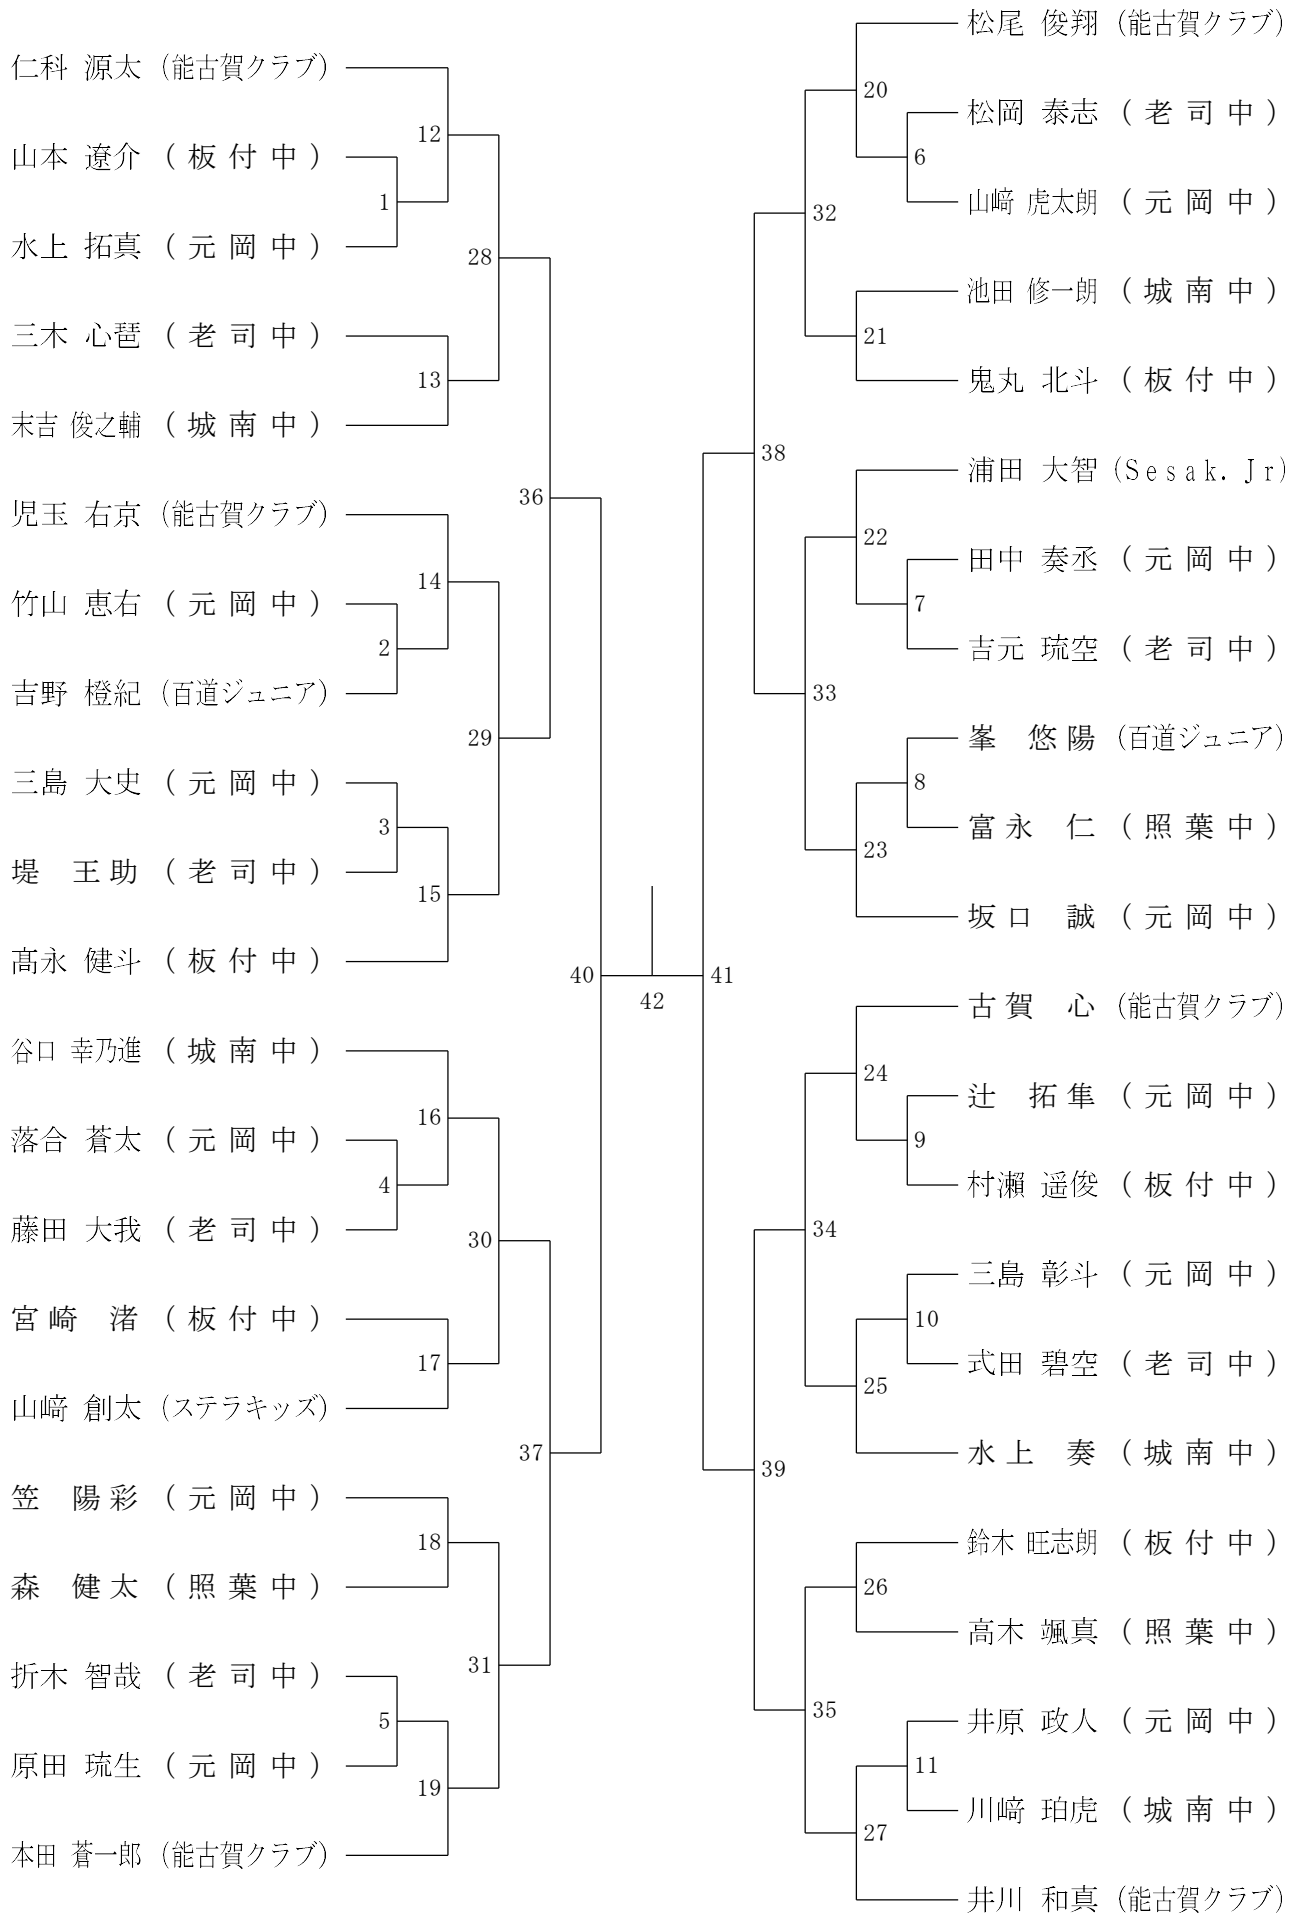 仁科 源太 (能古賀クラブ)
12
山本 遼介 (板付中)
1
水上 拓真 (元岡中)
28
三木 心琶 (老司中)
13
末吉 俊之輔 (城南中)
36
児玉 右京 (能古賀クラブ)
14
竹山 恵右 (元岡中)
2
吉野 橙紀 (百道ジュニア)
29
三島 大史 (元岡中)
3
堤 王助 (老司中)
15
髙永 健斗 (板付中)
40
42
谷口 幸乃進 (城南中)
16
落合 蒼太 (元岡中)
4
藤田 大我 (老司中)
30
宮崎 渚 (板付中)
17
山﨑 創太 (ステラキッズ)
37
笠 陽彩 (元岡中)
18
森 健太 (照葉中)
31
折木 智哉 (老司中)
5
原田 琉生 (元岡中)
19
本田 蒼一郎 (能古賀クラブ)
松尾 俊翔 (能古賀クラブ)
20
松岡 泰志 (老司中)
6
山﨑 虎太朗 (元岡中)
32
池田 修一朗 (城南中)
21
鬼丸 北斗 (板付中)
38
浦田 大智 (Sesak.Jr)
22
田中 奏丞 (元岡中)
7
吉元 琉空 (老司中)
33
峯 悠陽 (百道ジュニア)
8
富永 仁 (照葉中)
23
坂口 誠 (元岡中)
41
古賀 心 (能古賀クラブ)
24
辻 拓隼 (元岡中)
9
村瀬 遥俊 (板付中)
34
三島 彰斗 (元岡中)
10
式田 碧空 (老司中)
25
水上 奏 (城南中)
39
鈴木 旺志朗 (板付中)
26
高木 颯真 (照葉中)
35
井原 政人 (元岡中)
11
川﨑 珀虎 (城南中)
27
井川 和真 (能古賀クラブ)